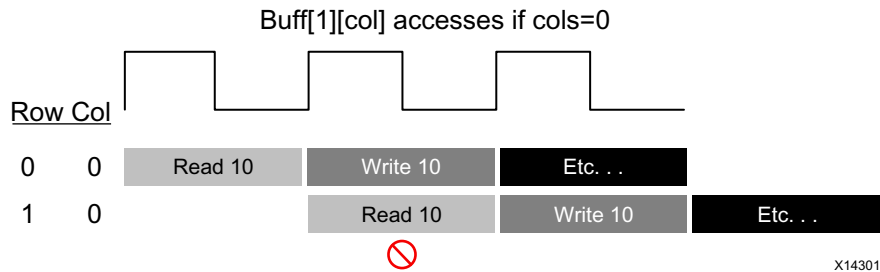 Buff[1][col] accesses if cols=0
Row Col
0 0 Read 10 Write 10 Etc. . .
1 0 Read 10 Write 10 Etc. . .
X14301